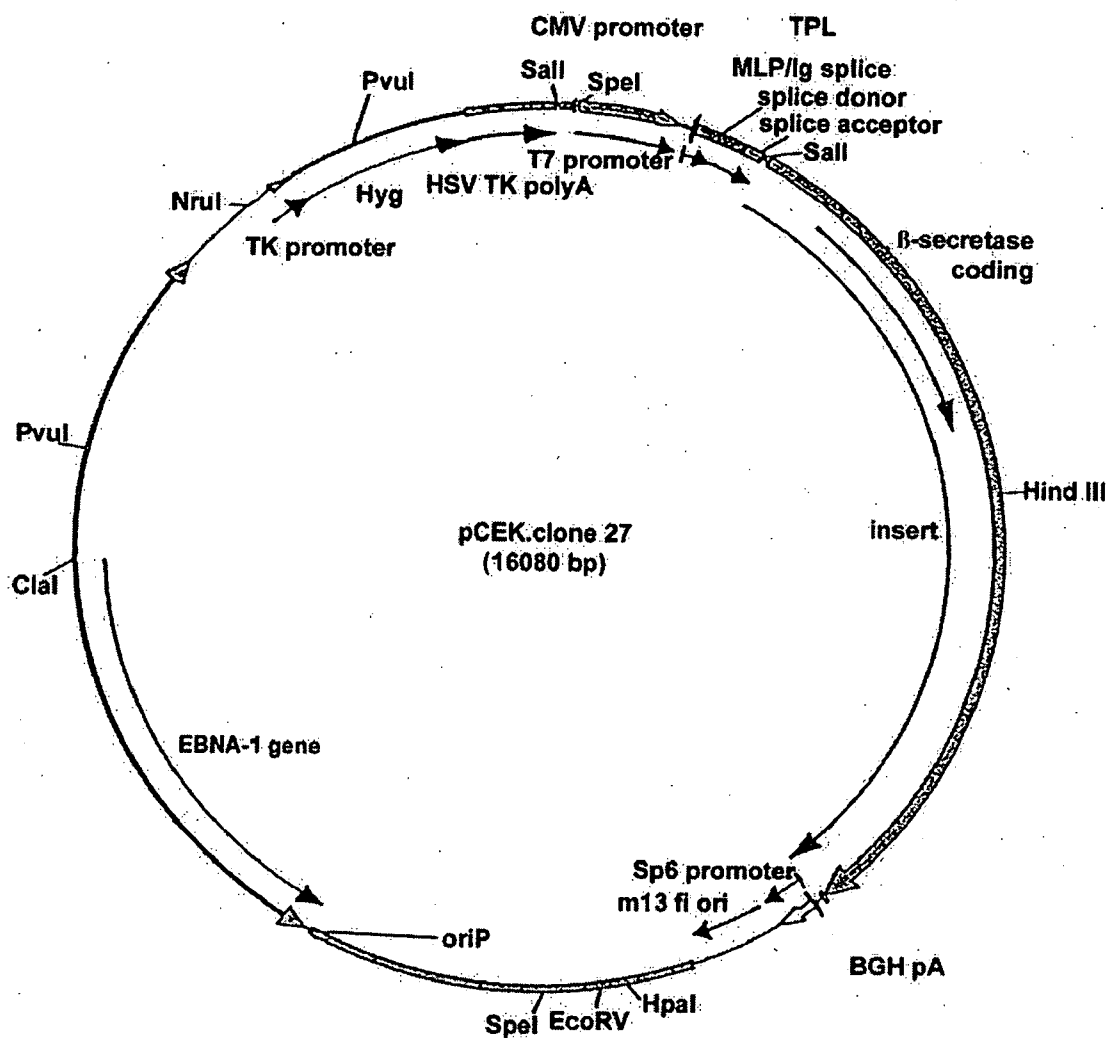 CMV promoter
TPL
SalI
SpeI
MLP/Ig splice
splice donor
splice acceptor
SalI
PvuI
T7 promoter
HSV TK polyA
Hyg
NruI
TK promoter
ß-secretase
coding
PvuI
Hind III
insert
pCEK.clone 27
(16080 bp)
ClaI
EBNA-1 gene
Sp6 promoter
m13 fl ori
oriP
BGH pA
HpaI
EcoRV
SpeI